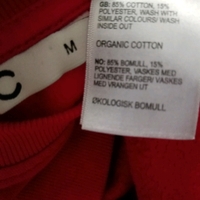 C
M
GB: 85% COTTON, 15%
POLYESTER, WASH WITH
SIMILAR COLOURS/ WASH
INSIDE OUT
ORGANIC COTTON
NO: 85% BOMULL, 15%
POLYESTER, VASKES MED
LIGNENDE FARGER/ VASKES
MED VRANGEN UT
ØKOLOGISK BOMULL